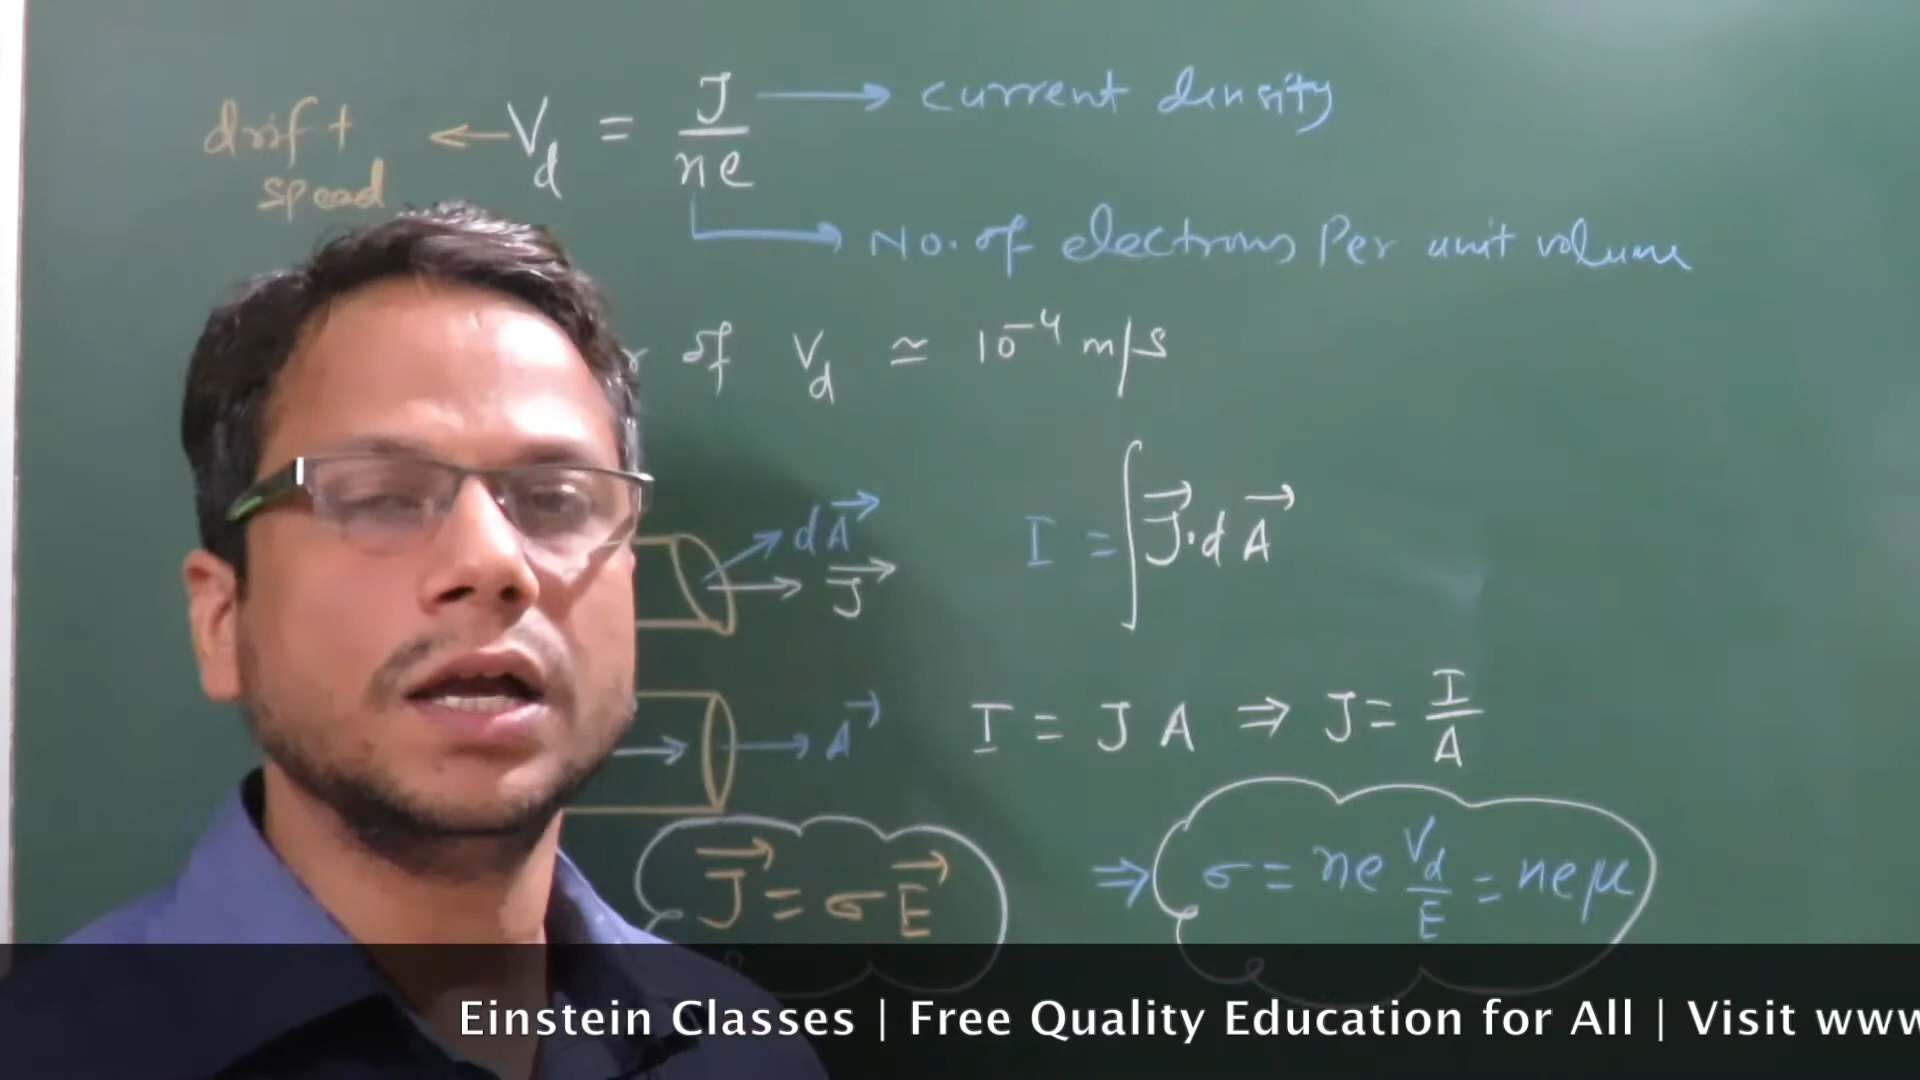 drift speed ← V_d = J/ne → current density
→ No. of electrons Per unit volume
of V_d ≃ 10⁻⁴ m/s
dA⃗
J⃗
I = ∫ J⃗·dA⃗
A⃗
I = J A ⇒ J = I/A
J⃗ = σ E⃗
⇒ σ = ne V_d/E = neμ
Einstein Classes | Free Quality Education for All | Visit www